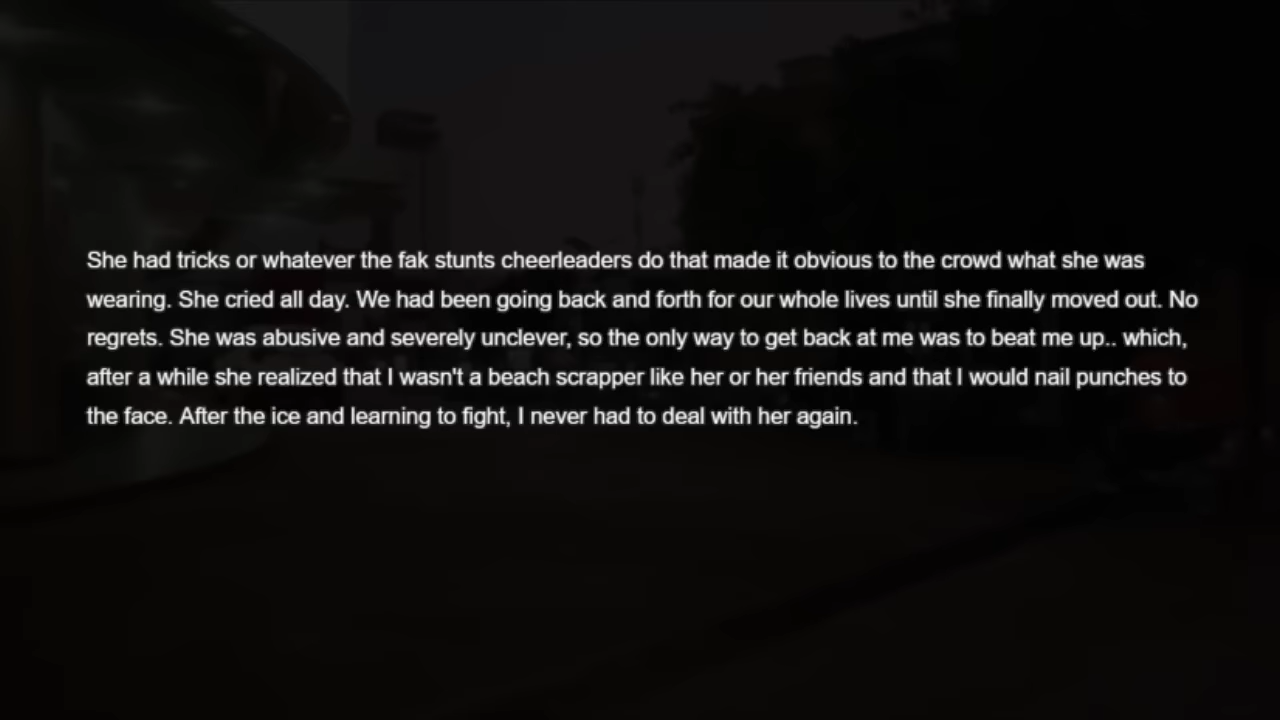 She had tricks or whatever the fak stunts cheerleaders do that made it obvious to the crowd what she was
wearing. She cried all day. We had been going back and forth for our whole lives until she finally moved out. No
regrets. She was abusive and severely unclever, so the only way to get back at me was to beat me up.. which,
after a while she realized that I wasn't a beach scrapper like her or her friends and that I would nail punches to
the face. After the ice and learning to fight, I never had to deal with her again.